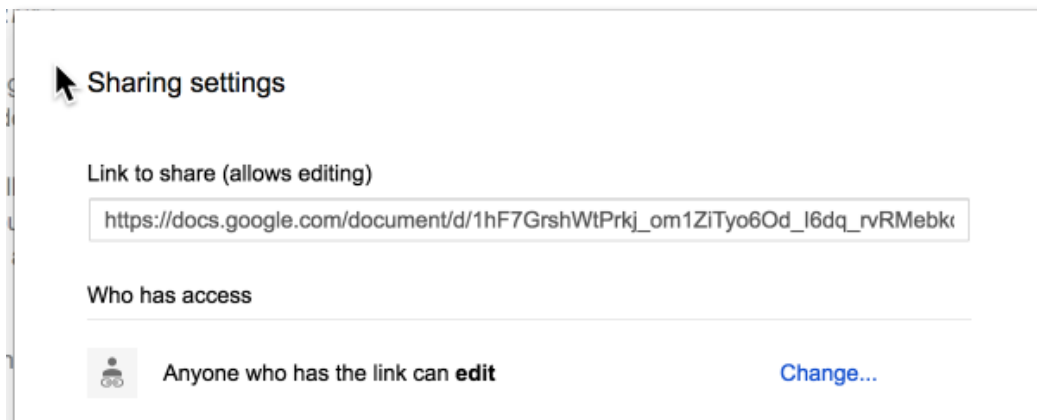 Sharing settings
Link to share (allows editing)
https://docs.google.com/document/d/1hF7GrshWtPrkj_om1ZiTyo6Od_I6dq_rvRMebk
Who has access
Anyone who has the link can edit
Change...